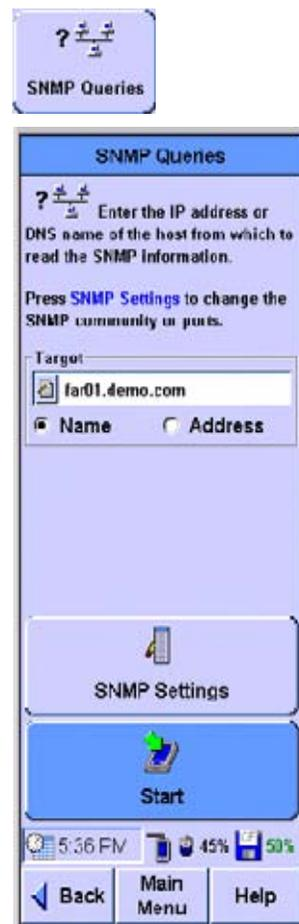 ?
SNMP Queries
SNMP Queries
? Enter the IP address or
DNS name of the host from which to
read the SNMP information.
Press SNMP Settings to change the
SNMP community or ports.
Target
far01.demo.com
Name Address
SNMP Settings
Start
5:36 PM 45% 50%
Back Main Menu Help